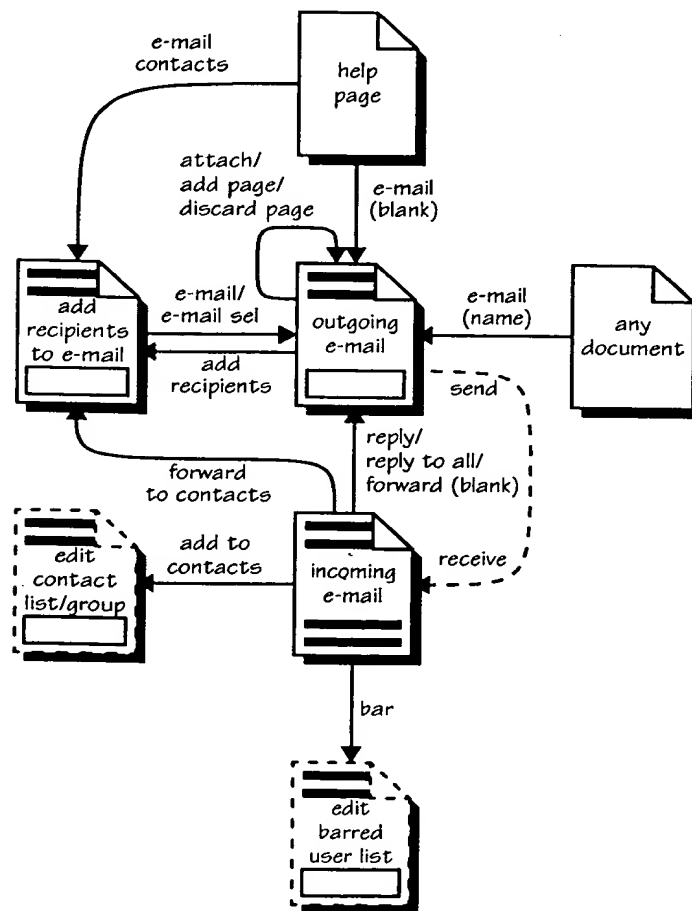 e-mail
contacts
help
page
attach/
add page/
discard page
e-mail
(blank)
add
recipients
to e-mail
e-mail/
e-mail sel
add
recipients
outgoing
e-mail
e-mail
(name)
any
document
send
forward
to contacts
reply/
reply to all/
forward (blank)
edit
contact
list/group
add to
contacts
incoming
e-mail
receive
bar
edit
barred
user list